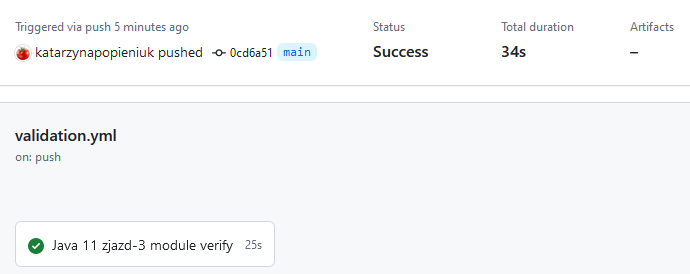 Triggered via push 5 minutes ago
katarzynapopieniuk pushed 0cd6a51 main
Status
Success
Total duration
34s
Artifacts
–
validation.yml
on: push
Java 11 zjazd-3 module verify 25s